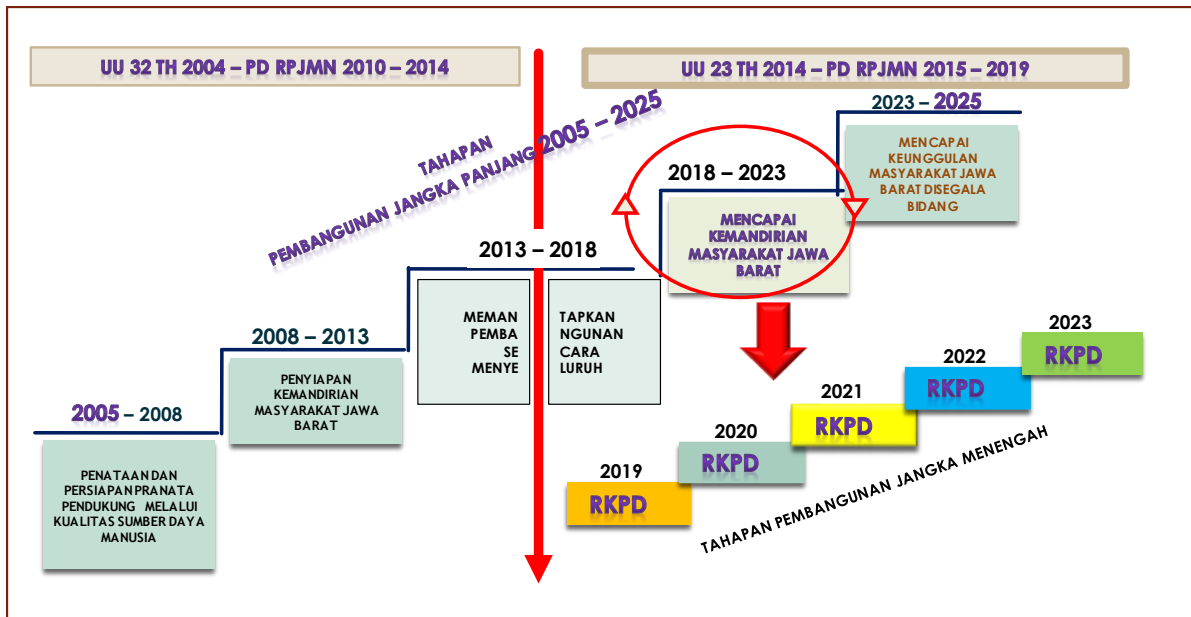 UU 32 TH 2004 – PD RPJMN 2010 – 2014
UU 23 TH 2014 – PD RPJMN 2015 – 2019
TAHAPAN
PEMBANGUNAN JANGKA PANJANG 2005 – 2025
2005 – 2008
PENATAAN DAN
PERSIAPAN PRANATA
PENDUKUNG MELALUI
KUALITAS SUMBER DAYA
MANUSIA
2008 – 2013
PENYIAPAN
KEMANDIRIAN
MASYARAKAT JAWA
BARAT
2013 – 2018
MEMAN TAPKAN
PEMBA NGUNAN
SE CARA
MENYE LURUH
2018 – 2023
MENCAPAI
KEMANDIRIAN
MASYARAKAT JAWA
BARAT
2023 – 2025
MENCAPAI
KEUNGGULAN
MASYARAKAT JAWA
BARAT DISEGALA
BIDANG
2019
RKPD
2020
RKPD
2021
RKPD
2022
RKPD
2023
RKPD
TAHAPAN PEMBANGUNAN JANGKA MENENGAH